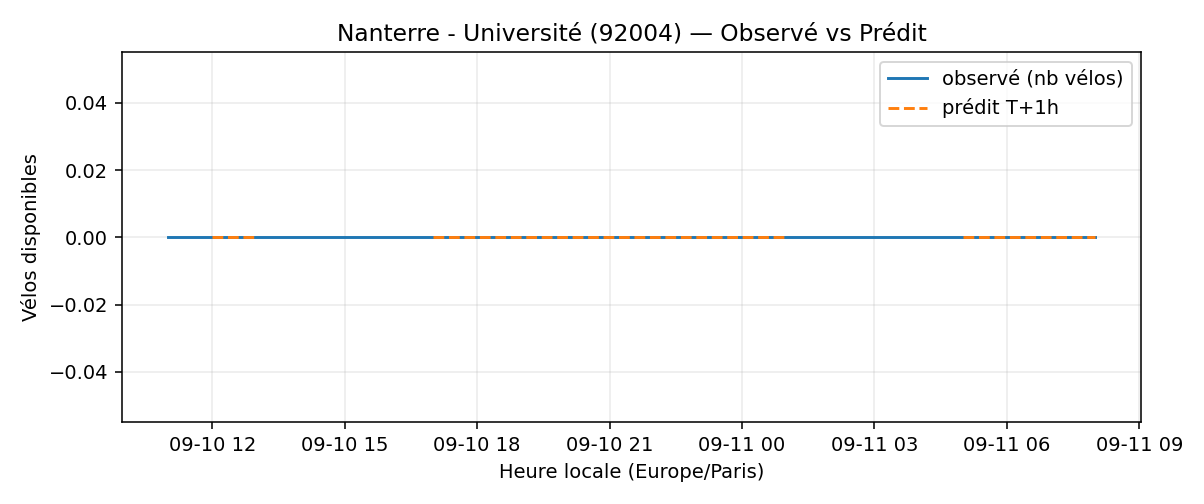 Nanterre - Université (92004) — Observé vs Prédit
observé (nb vélos)
prédit T+1h
Vélos disponibles
0.04
0.02
0.00
−0.02
−0.04
09-10 12
09-10 15
09-10 18
09-10 21
09-11 00
09-11 03
09-11 06
09-11 09
Heure locale (Europe/Paris)